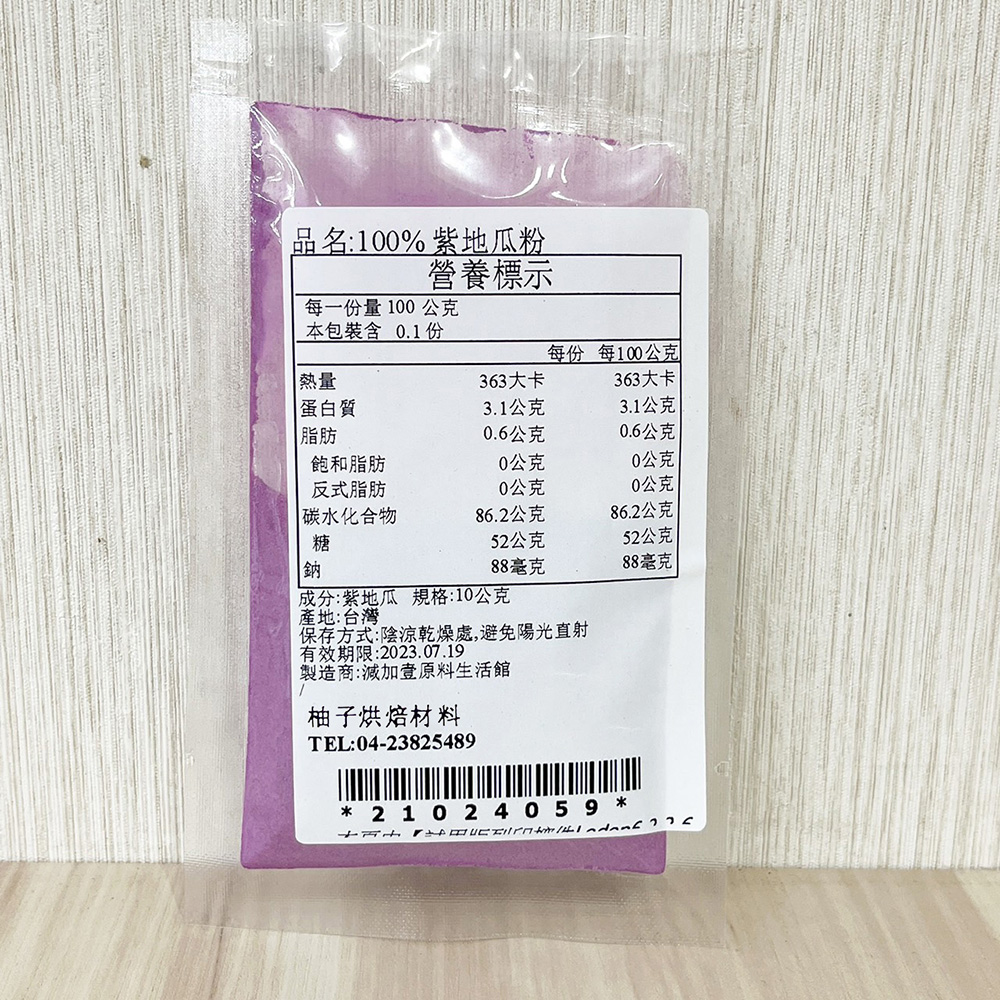 品名:100% 紫地瓜粉
營養標示
每一份量 100 公克
本包裝含 0.1 份
每份 每100公克
熱量 363大卡 363大卡
蛋白質 3.1公克 3.1公克
脂肪 0.6公克 0.6公克
飽和脂肪 0公克 0公克
反式脂肪 0公克 0公克
碳水化合物 86.2公克 86.2公克
糖 52公克 52公克
鈉 88毫克 88毫克
成分:紫地瓜 規格:10公克
產地:台灣
保存方式:陰涼乾燥處,避免陽光直射
有效期限:2023.07.19
製造商:減加壹原料生活館
/
柚子烘焙材料
TEL:04-23825489
*21024059*